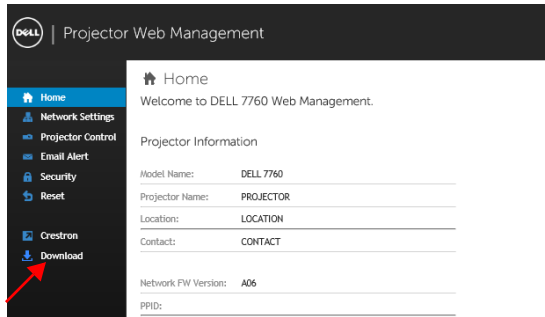 DELL | Projector Web Management
Home
Network Settings
Projector Control
Email Alert
Security
Reset
Crestron
Download
Home
Welcome to DELL 7760 Web Management.
Projector Information
Model Name: DELL 7760
Projector Name: PROJECTOR
Location: LOCATION
Contact: CONTACT
Network FW Version: A06
PPID: